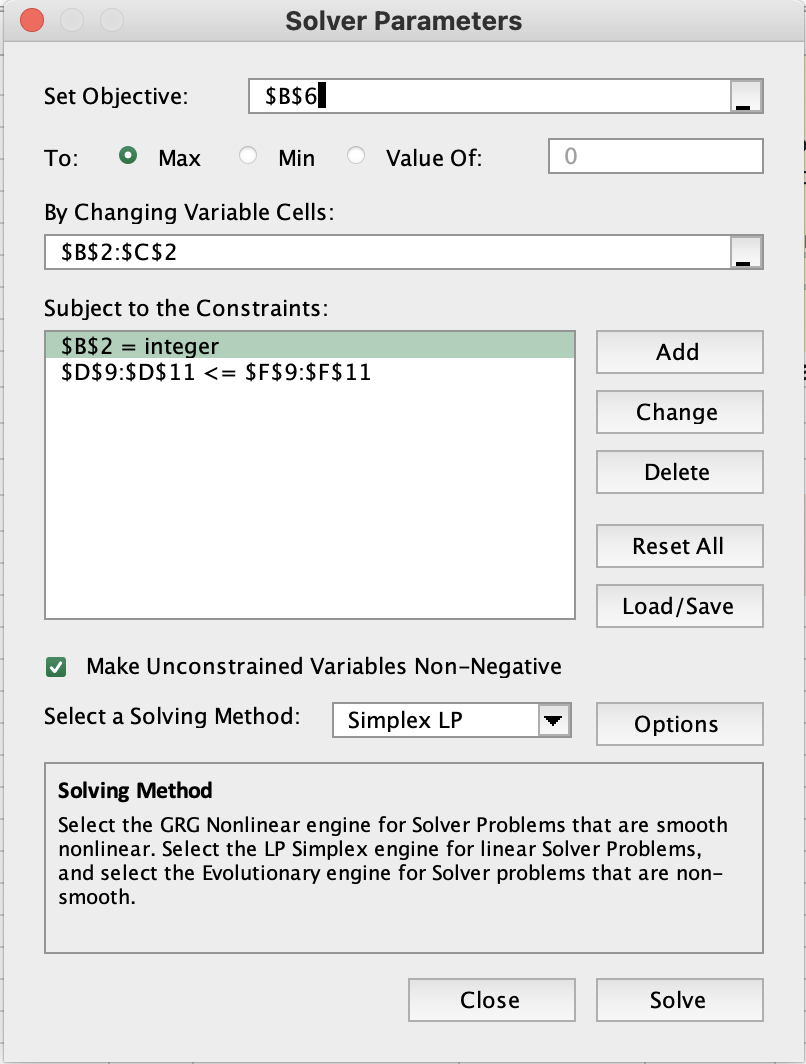 Solver Parameters
Set Objective: $B$6
To: Max Min Value Of: 0
By Changing Variable Cells:
$B$2:$C$2
Subject to the Constraints:
$B$2 = integer
$D$9:$D$11 <= $F$9:$F$11
Add
Change
Delete
Reset All
Load/Save
Make Unconstrained Variables Non-Negative
Select a Solving Method: Simplex LP Options
Solving Method
Select the GRG Nonlinear engine for Solver Problems that are smooth
nonlinear. Select the LP Simplex engine for linear Solver Problems,
and select the Evolutionary engine for Solver problems that are non-
smooth.
Close Solve